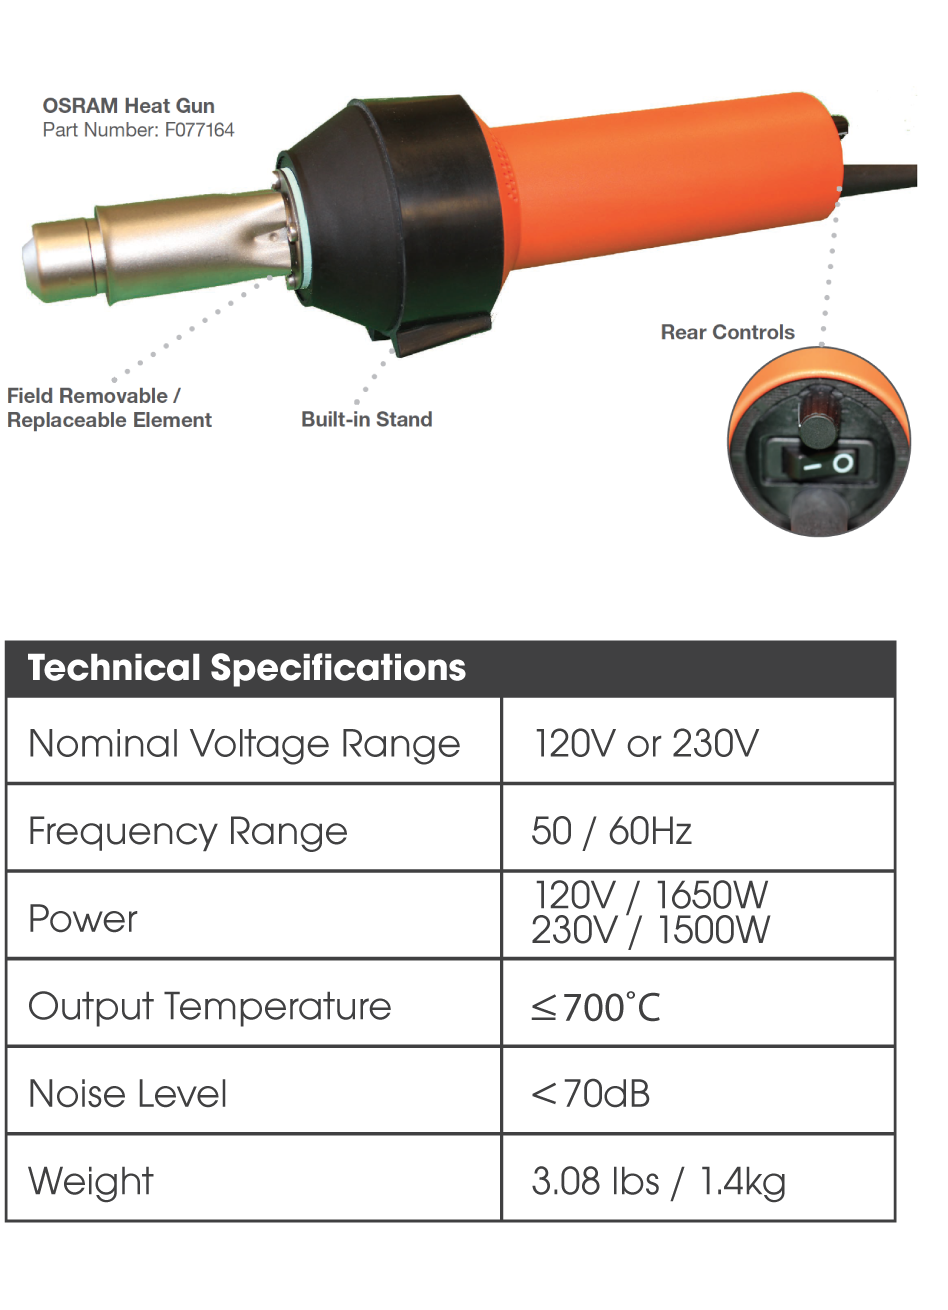 OSRAM Heat Gun
Part Number: F077164
Field Removable /
Replaceable Element
Built-in Stand
Rear Controls
Technical Specifications
Nominal Voltage Range 120V or 230V
Frequency Range 50 / 60Hz
Power 120V / 1650W
230V / 1500W
Output Temperature ≤700˚C
Noise Level <70dB
Weight 3.08 lbs / 1.4kg